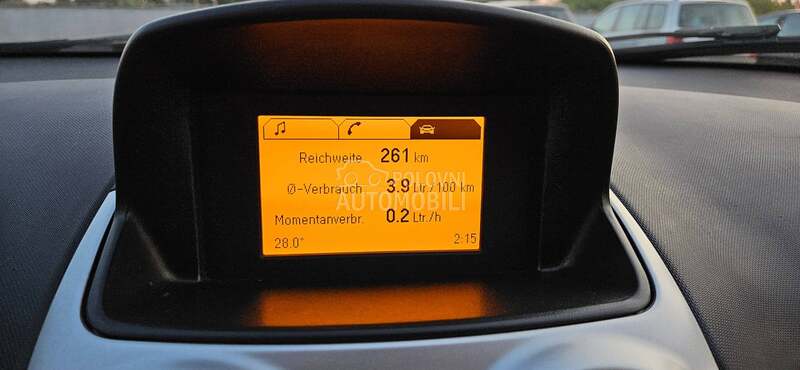 Reichweite 261 km
Ø-Verbrauch 3.9 Ltr/100 km
Momentanverbr. 0.2 Ltr./h
28.0° 2:15
POLOVNI
AUTOMOBILI